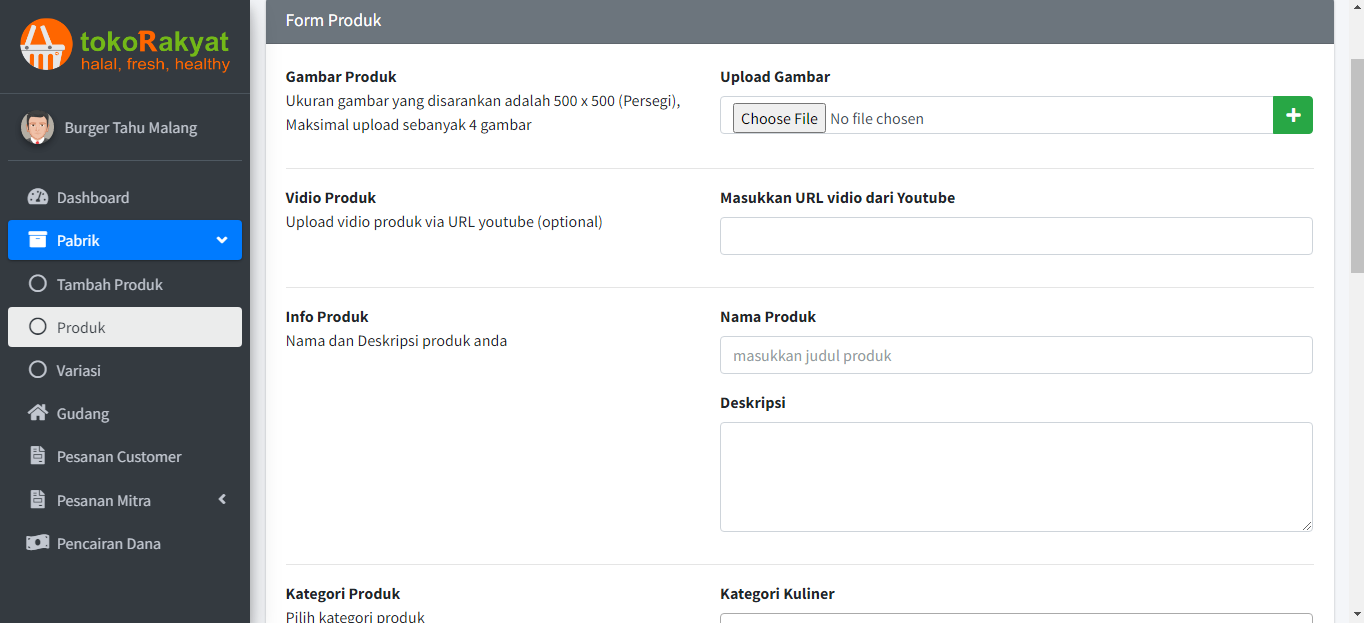 tokoRakyat
halal, fresh, healthy
Burger Tahu Malang
Dashboard
Pabrik
Tambah Produk
Produk
Variasi
Gudang
Pesanan Customer
Pesanan Mitra
Pencairan Dana
Form Produk
Gambar Produk
Ukuran gambar yang disarankan adalah 500 x 500 (Persegi),
Maksimal upload sebanyak 4 gambar
Upload Gambar
Choose File No file chosen
+
Vidio Produk
Upload vidio produk via URL youtube (optional)
Masukkan URL vidio dari Youtube
Info Produk
Nama dan Deskripsi produk anda
Nama Produk
masukkan judul produk
Deskripsi
Kategori Produk
Pilih kategori produk
Kategori Kuliner